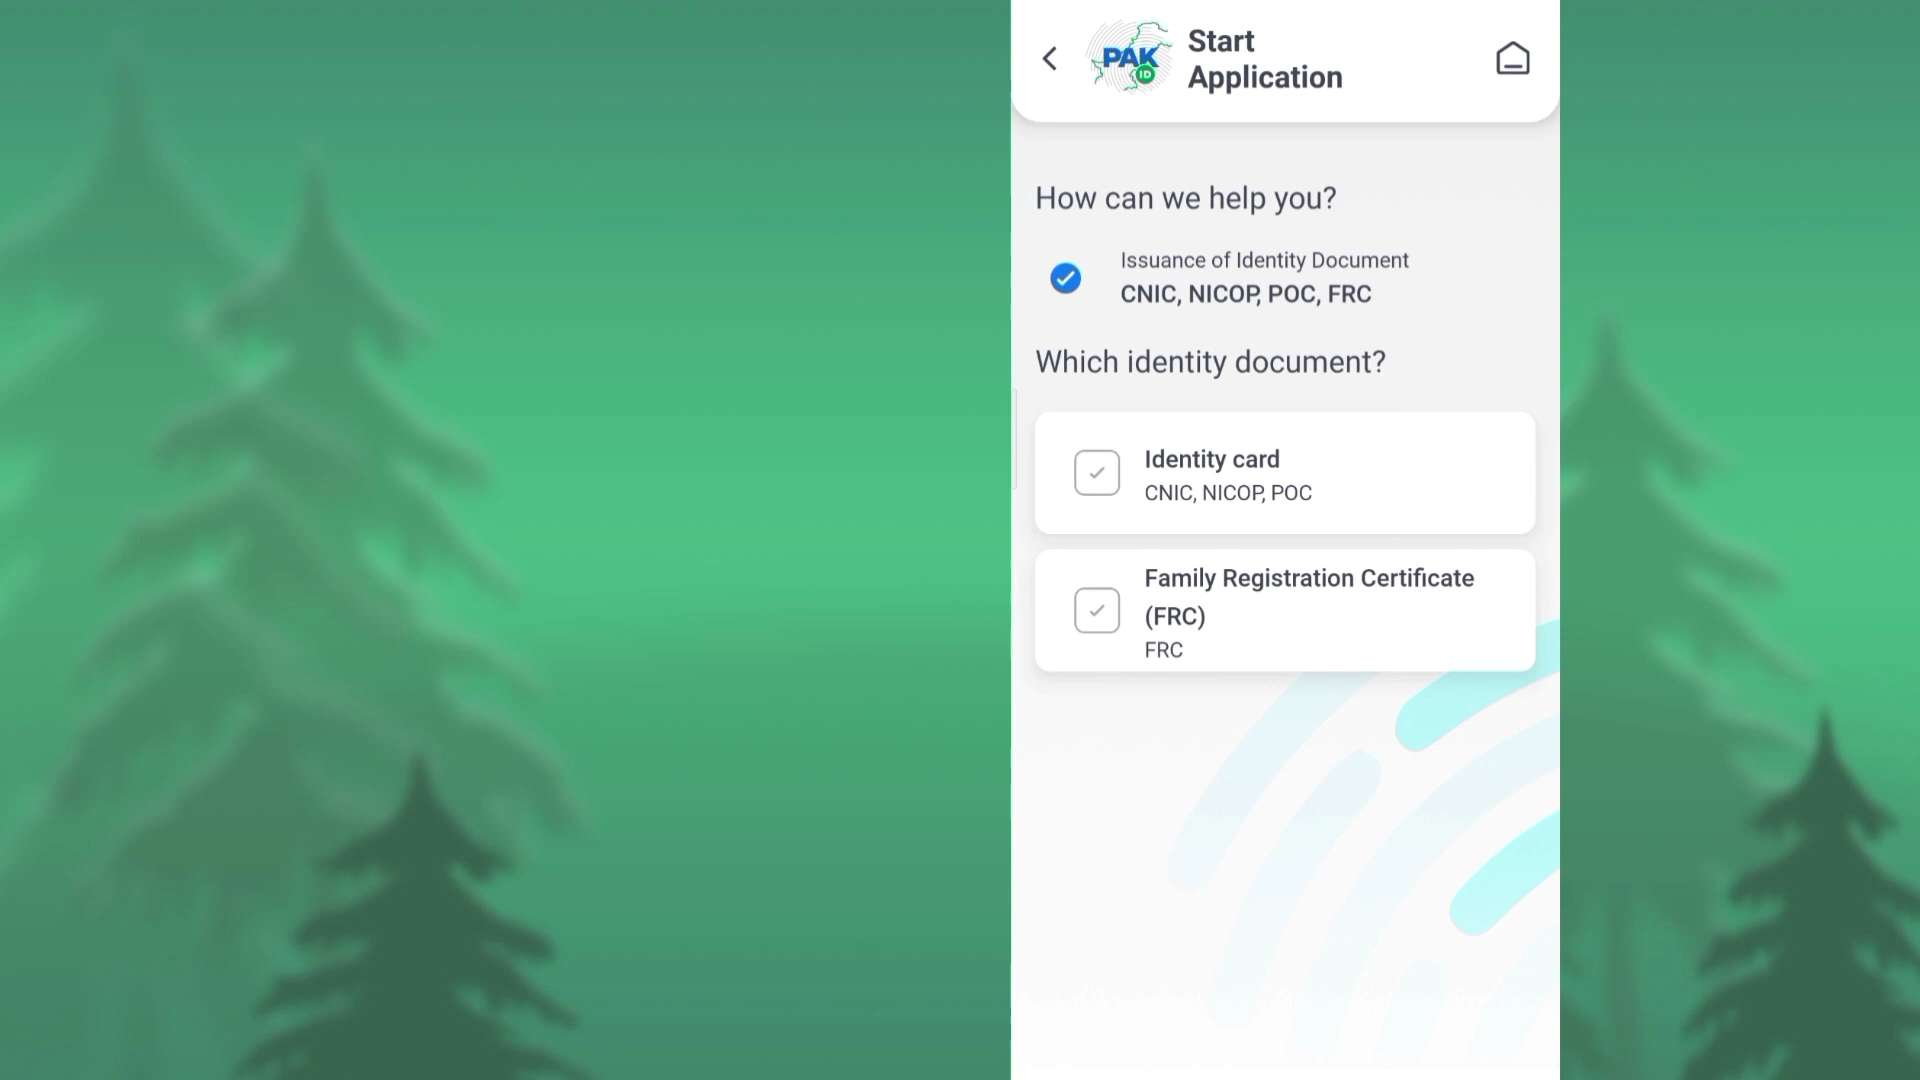 PAK
ID
Start
Application
How can we help you?
Issuance of Identity Document
CNIC, NICOP, POC, FRC
Which identity document?
Identity card
CNIC, NICOP, POC
Family Registration Certificate
(FRC)
FRC